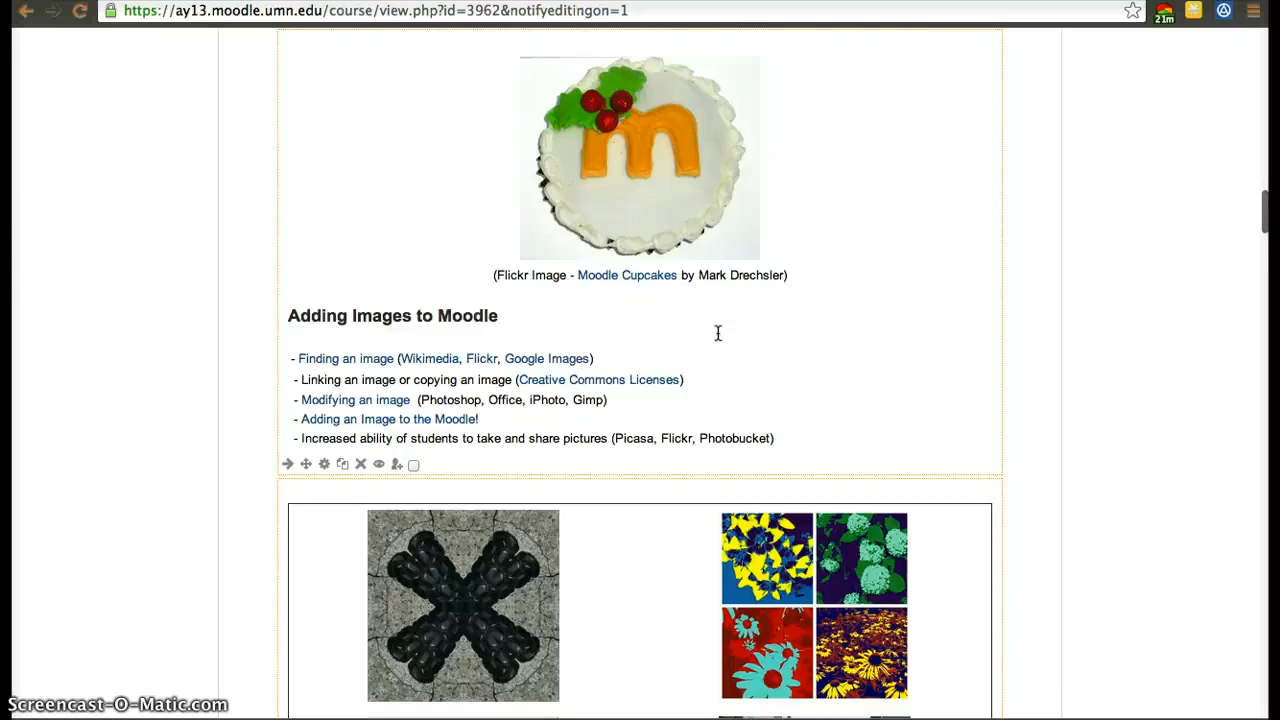 https://ay13.moodle.umn.edu/course/view.php?id=3962&notifyeditingon=1
21m
m
(Flickr Image - Moodle Cupcakes by Mark Drechsler)
Adding Images to Moodle
- Finding an image (Wikimedia, Flickr, Google Images)
- Linking an image or copying an image (Creative Commons Licenses)
- Modifying an image (Photoshop, Office, iPhoto, Gimp)
- Adding an Image to the Moodle!
- Increased ability of students to take and share pictures (Picasa, Flickr, Photobucket)
Screencast-O-Matic.com